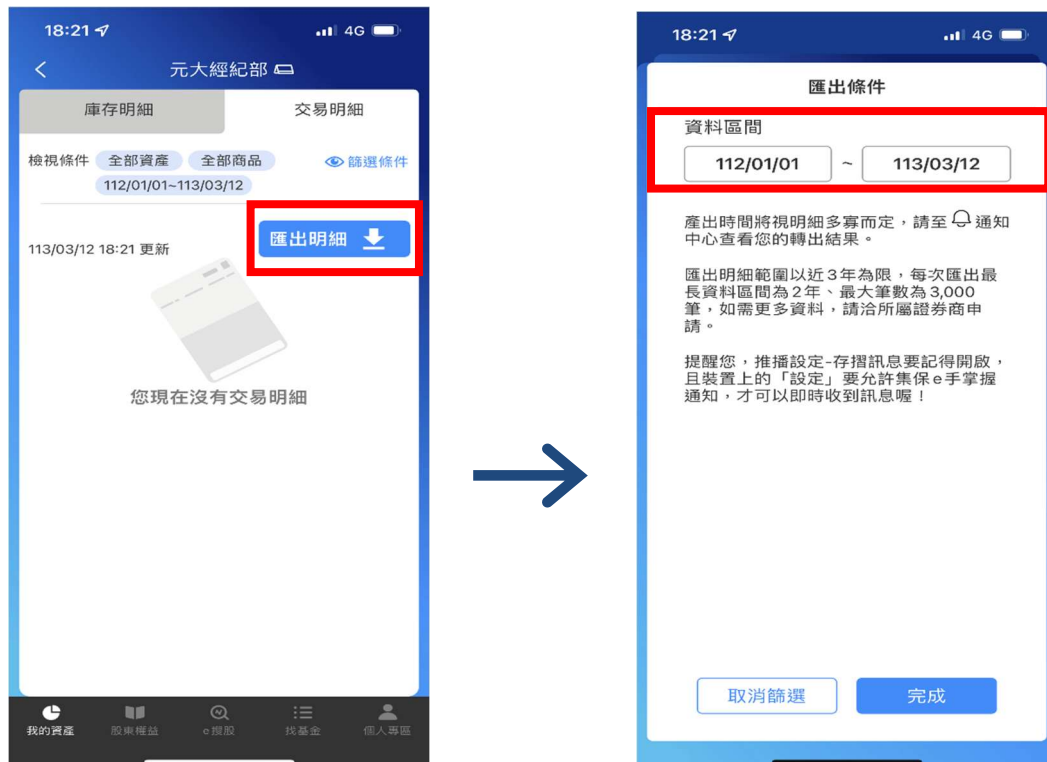 18:21
4G
元大經紀部
庫存明細
交易明細
檢視條件 全部資產 全部商品 篩選條件
112/01/01~113/03/12
113/03/12 18:21 更新
匯出明細
您現在沒有交易明細
我的資產 股東權益 e搜股 找基金 個人專區
18:21
4G
匯出條件
資料區間
112/01/01 ~ 113/03/12
產出時間將視明細多寡而定，請至 通知
中心查看您的轉出結果。
匯出明細範圍以近3年為限，每次匯出最
長資料區間為2年、最大筆數為3,000
筆，如需更多資料，請洽所屬證券商申
請。
提醒您，推播設定-存摺訊息要記得開啟，
且裝置上的「設定」要允許集保e手掌握
通知，才可以即時收到訊息喔！
取消篩選
完成